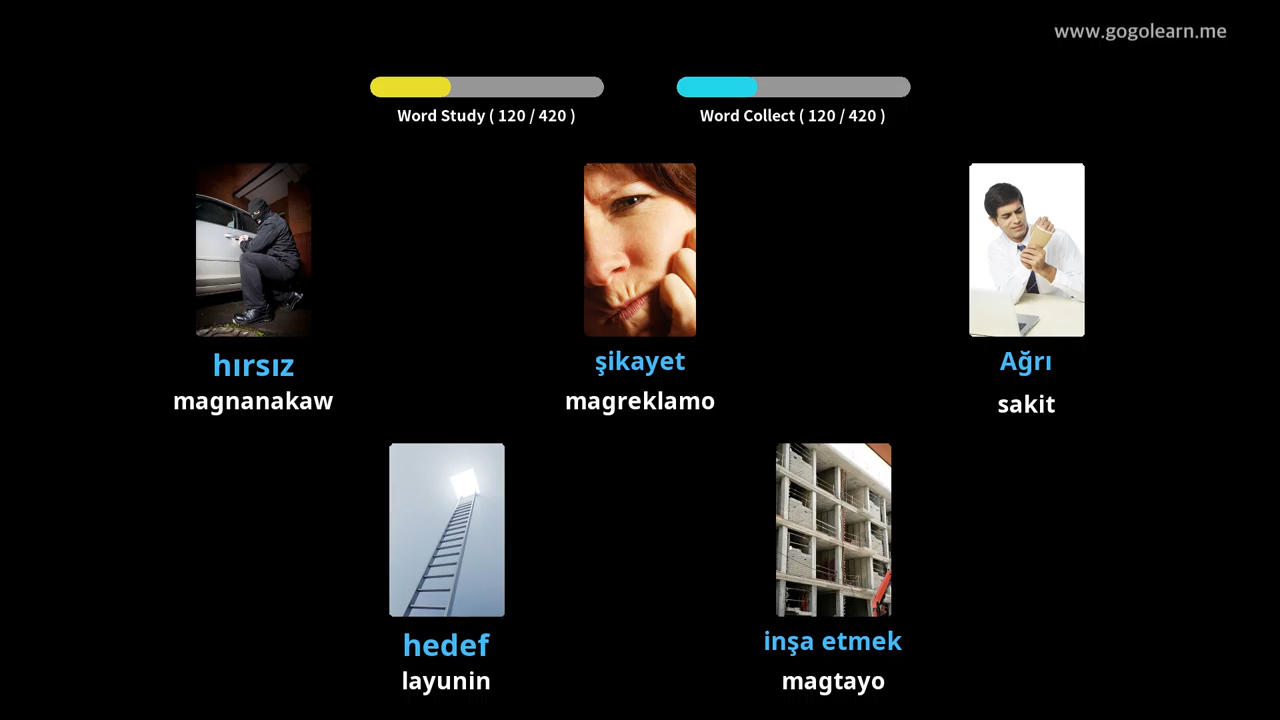 www.gogolearn.me
Word Study ( 120 / 420 )
Word Collect ( 120 / 420 )
hırsız
magnanakaw
şikayet
magreklamo
Ağrı
sakit
hedef
layunin
inşa etmek
magtayo